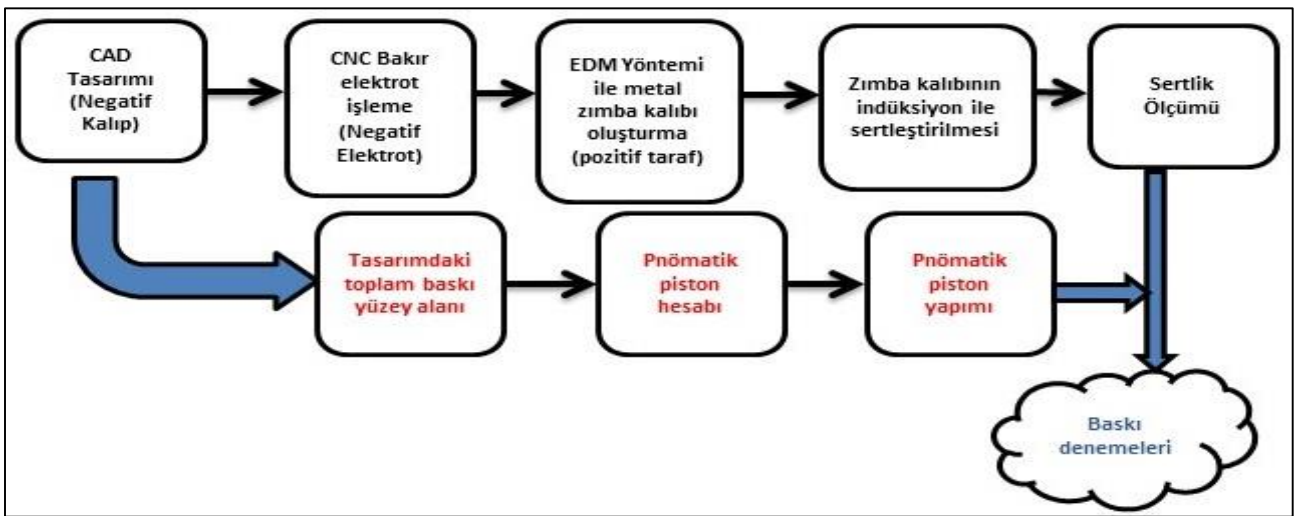 CAD
Tasarımı
(Negatif
Kalıp)
CNC Bakır
elektrot
işleme
(Negatif
Elektrot)
EDM Yöntemi
ile metal
zımba kalıbı
oluşturma
(pozitif taraf)
Zımba kalıbının
indüksiyon ile
sertleştirilmesi
Sertlik
Ölçümü
Tasarımdaki
toplam baskı
yüzey alanı
Pnömatik
piston
hesabı
Pnömatik
piston
yapımı
Baskı
denemeleri